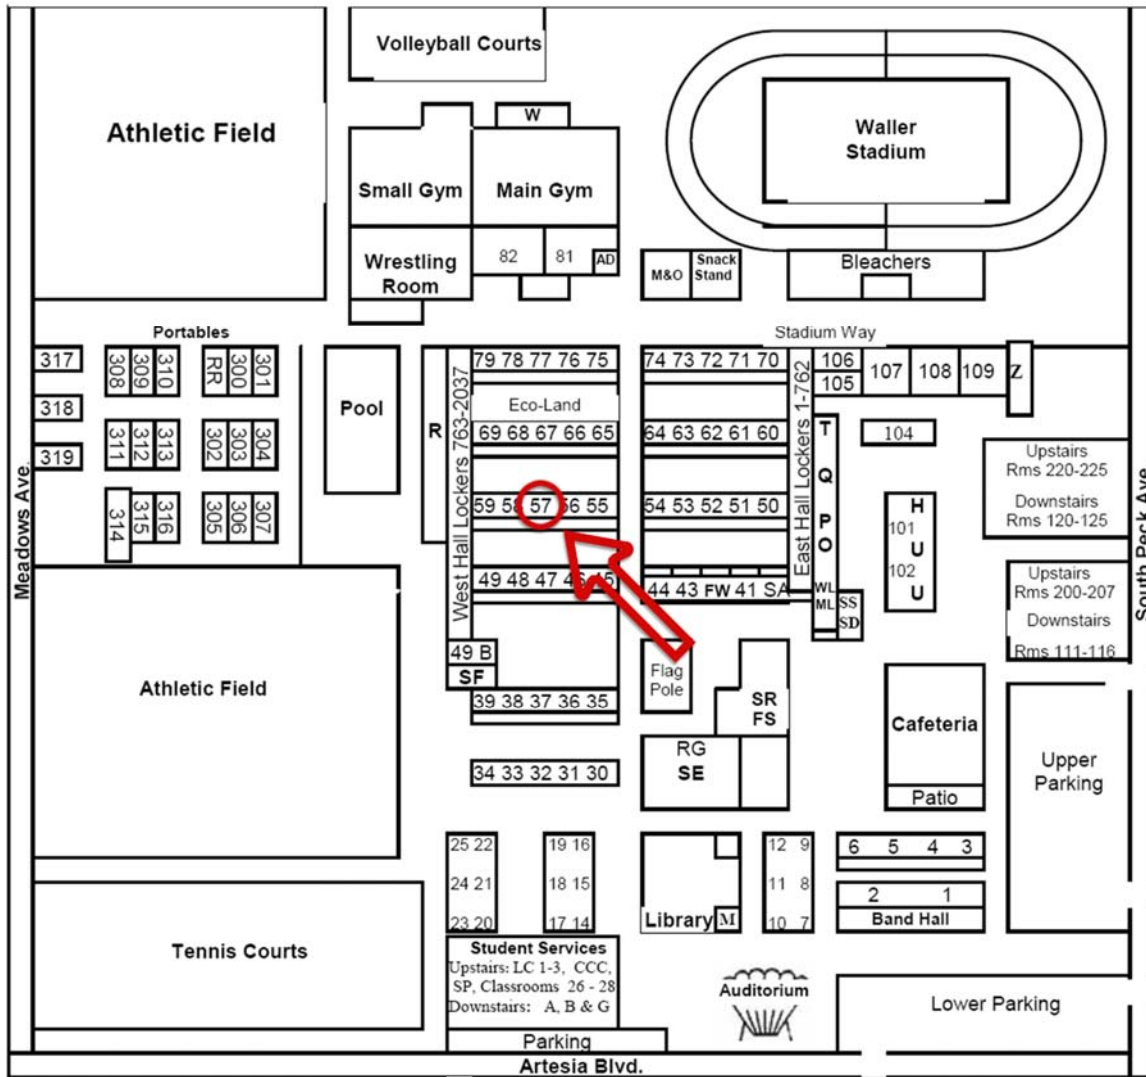 Volleyball Courts
Athletic Field
W
Waller
Stadium
Small Gym
Main Gym
Wrestling
Room
82
81
AD
M&O
Snack
Stand
Bleachers
Portables
Stadium Way
317
308
309
310
RR
300
301
318
311
312
313
302
303
304
319
314
315
316
305
306
307
Meadows Ave.
Pool
R
West Hall Lockers 763-2037
79 78 77 76 75
Eco-Land
69 68 67 66 65
59 58 57 56 55
49 48 47 46 45
74 73 72 71 70
64 63 62 61 60
54 53 52 51 50
44 43 FW 41 SA
East Hall Lockers 1-762
106
105
107
108
109
Z
T
Q
P
O
WL
ML
SS
SD
104
H
101
U
102
U
Upstairs
Rms 220-225
Downstairs
Rms 120-125
Upstairs
Rms 200-207
Downstairs
Rms 111-116
South Peck Ave.
49 B
SF
39 38 37 36 35
34 33 32 31 30
Flag
Pole
SR
FS
RG
SE
Athletic Field
Cafeteria
Patio
Upper
Parking
25 22
24 21
23 20
19 16
18 15
17 14
Library
M
12 9
11 8
10 7
6 5 4 3
2 1
Band Hall
Tennis Courts
Student Services
Upstairs: LC 1-3, CCC,
SP, Classrooms 26 - 28
Downstairs: A, B & G
Parking
Auditorium
Lower Parking
Artesia Blvd.